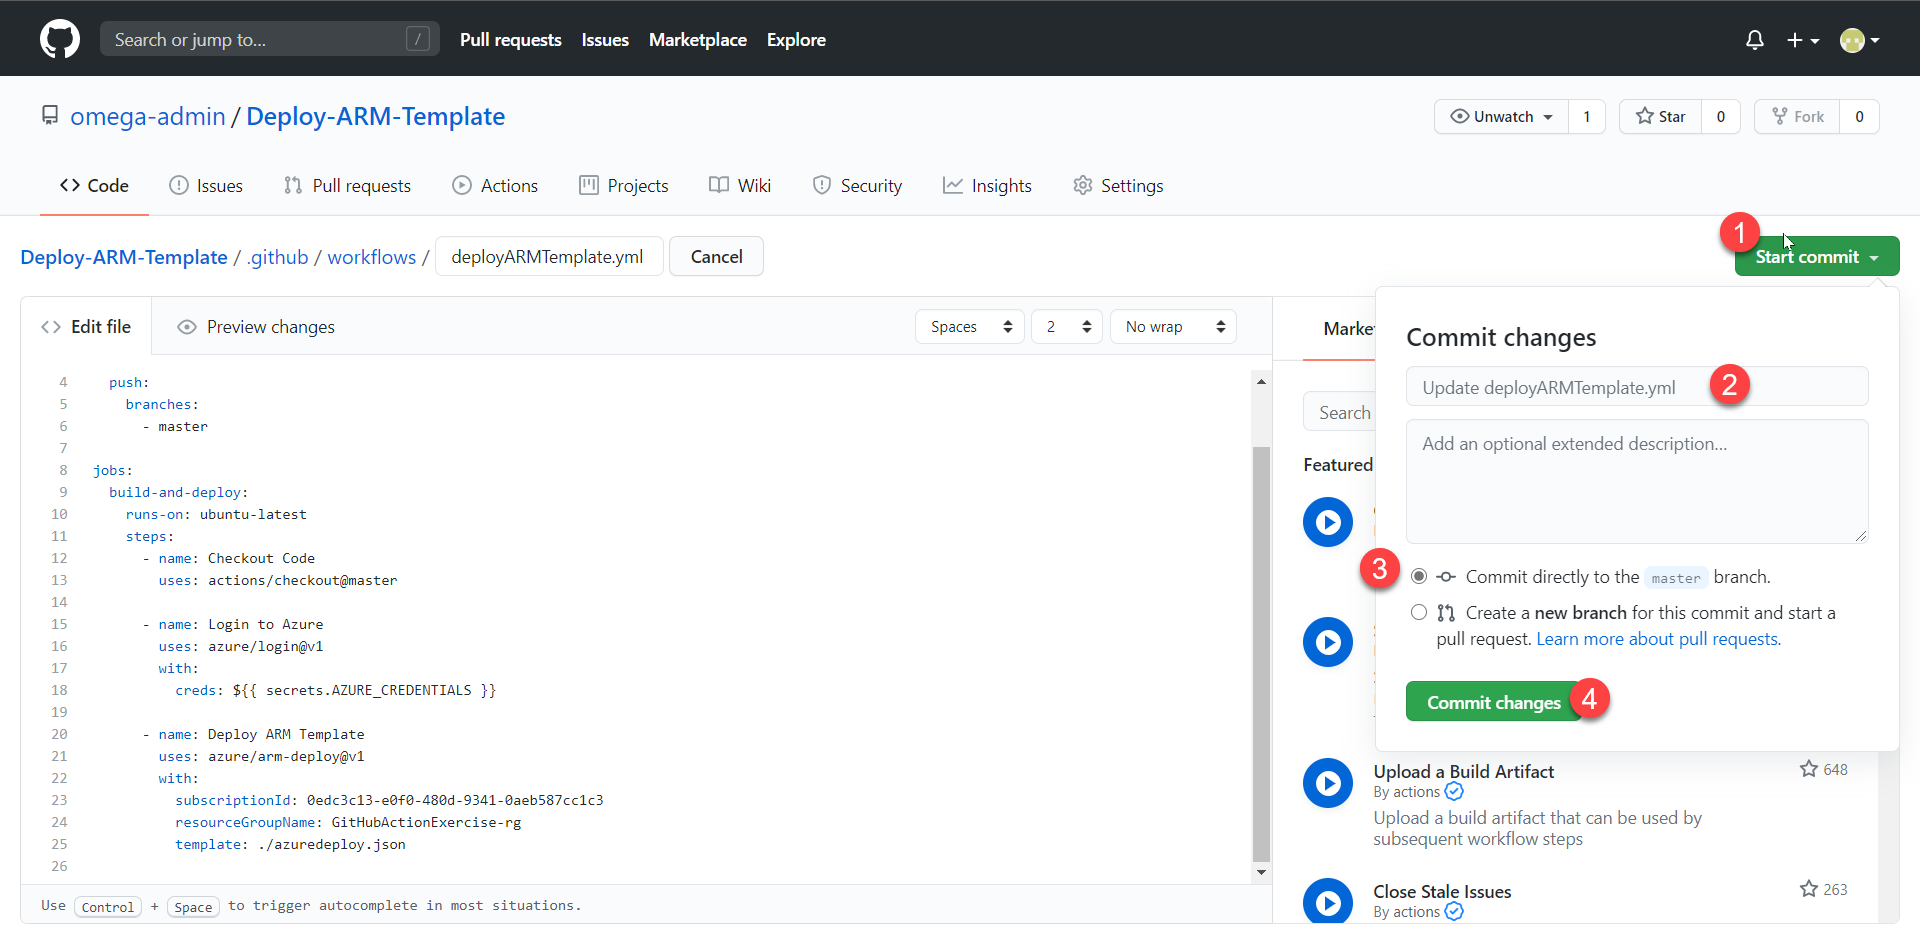 Search or jump to... /
Pull requests Issues Marketplace Explore
omega-admin / Deploy-ARM-Template
Unwatch 1 Star 0 Fork 0
Code Issues Pull requests Actions Projects Wiki Security Insights Settings
Deploy-ARM-Template / .github / workflows / deployARMTemplate.yml Cancel
1 Start commit
Edit file Preview changes Spaces 2 No wrap
4 push:
5 branches:
6 - master
7
8 jobs:
9 build-and-deploy:
10 runs-on: ubuntu-latest
11 steps:
12 - name: Checkout Code
13 uses: actions/checkout@master
14
15 - name: Login to Azure
16 uses: azure/login@v1
17 with:
18 creds: ${{ secrets.AZURE_CREDENTIALS }}
19
20 - name: Deploy ARM Template
21 uses: azure/arm-deploy@v1
22 with:
23 subscriptionId: 0edc3c13-e0f0-480d-9341-0aeb587cc1c3
24 resourceGroupName: GitHubActionExercise-rg
25 template: ./azuredeploy.json
26
Use Control + Space to trigger autocomplete in most situations.
Search
Featured
Commit changes
Update deployARMTemplate.yml 2
Add an optional extended description...
3 Commit directly to the master branch.
Create a new branch for this commit and start a
pull request. Learn more about pull requests.
Commit changes 4
Upload a Build Artifact 648
By actions
Upload a build artifact that can be used by
subsequent workflow steps
Close Stale Issues 263
By actions